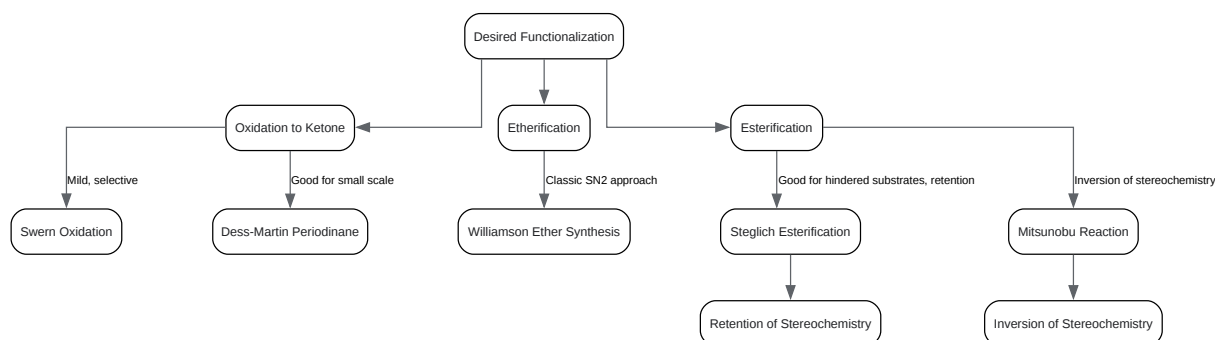 Desired Functionalization
Oxidation to Ketone
Etherification
Esterification
Mild, selective
Good for small scale
Classic SN2 approach
Good for hindered substrates, retention
Inversion of stereochemistry
Swern Oxidation
Dess-Martin Periodinane
Williamson Ether Synthesis
Steglich Esterification
Mitsunobu Reaction
Retention of Stereochemistry
Inversion of Stereochemistry